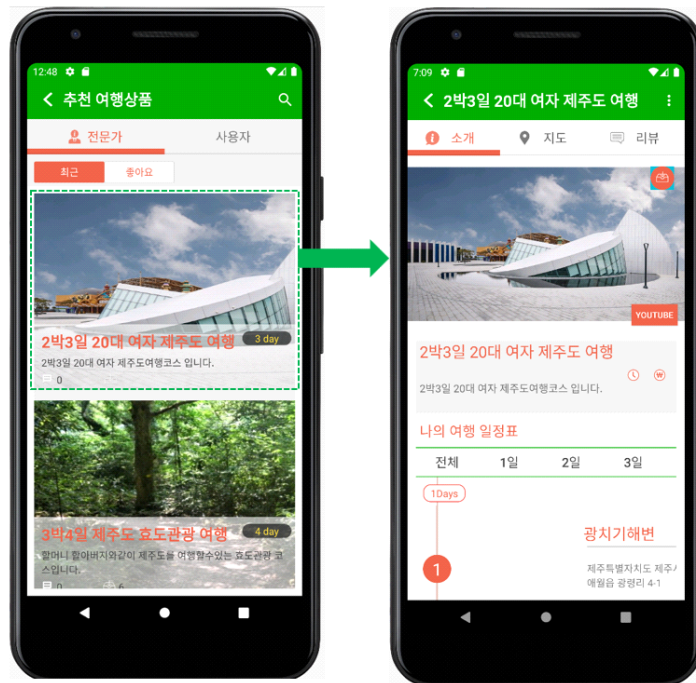 12:48
추천 여행상품
전문가
사용자
최근
좋아요
2박3일 20대 여자 제주도 여행
3 day
2박3일 20대 여자 제주도여행코스 입니다.
0
3박4일 제주도 효도관광 여행
4 day
할머니 할아버지와같이 제주도를 여행할수있는 효도관광 코
스입니다.
0
6
7:09
2박3일 20대 여자 제주도 여행
소개
지도
리뷰
YOUTUBE
2박3일 20대 여자 제주도 여행
2박3일 20대 여자 제주도여행코스 입니다.
나의 여행 일정표
전체 1일 2일 3일
1Days
광치기해변
1
제주특별자치도 제주시
애월읍 광령리 4-1